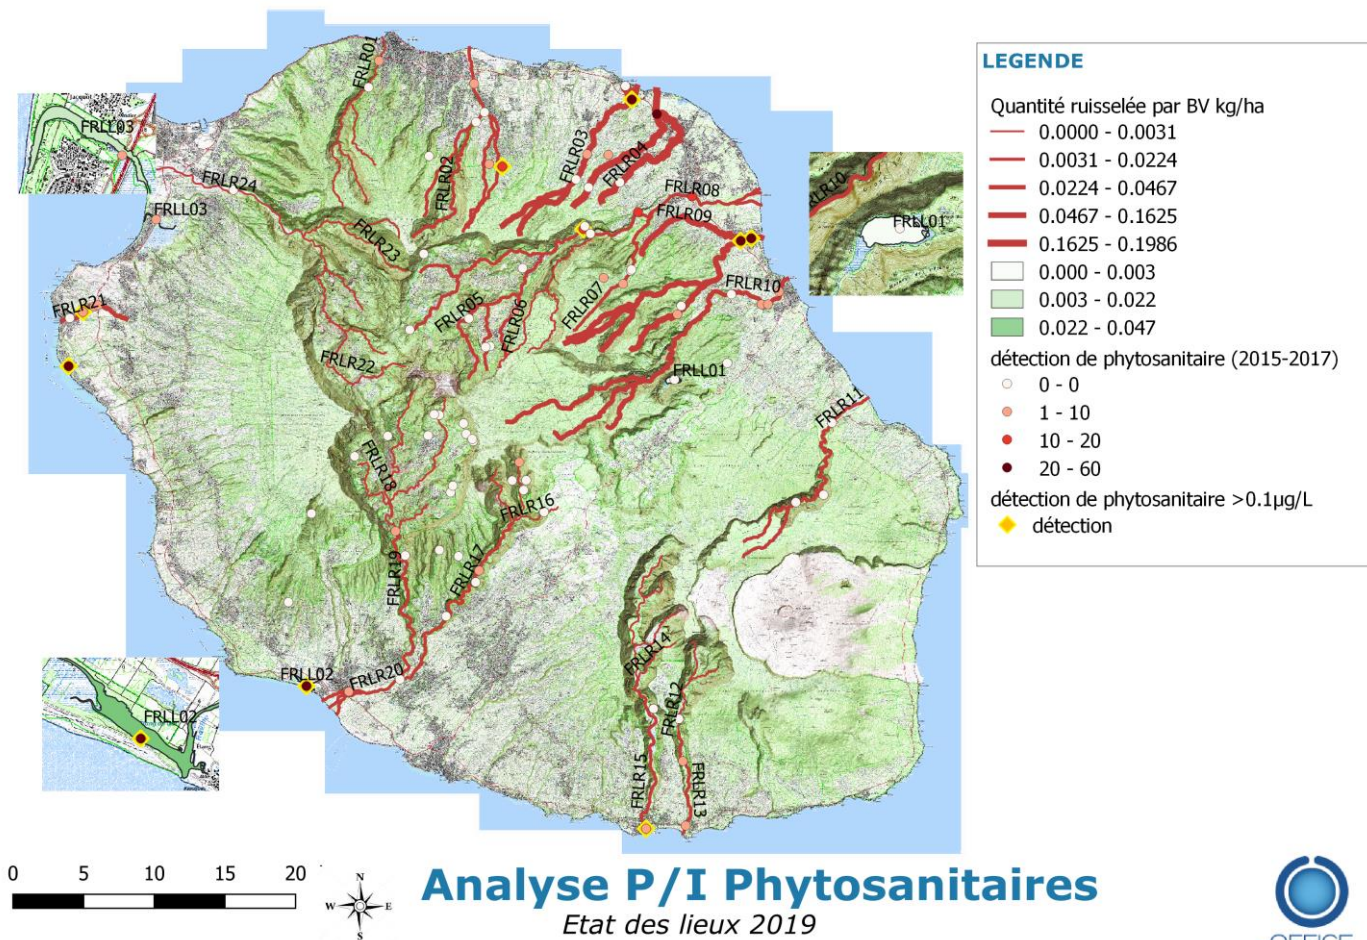 FRLR01
FRLL03
FRLR24
FRLL03
FRLR23
FRLR02
FRLR03
FRLR04
FRLR08
FRLR09
FRLR10
FRLL01
FRLR21
FRLR22
FRLR05
FRLR06
FRLR07
FRLR10
FRLL01
FRLR11
FRLR18
FRLR16
FRLR19
FRLR17
FRLR14
FRLR12
FRLL02
FRLR20
FRLL02
FRLR15
FRLR13
LEGENDE
Quantité ruisselée par BV kg/ha
0.0000 - 0.0031
0.0031 - 0.0224
0.0224 - 0.0467
0.0467 - 0.1625
0.1625 - 0.1986
0.000 - 0.003
0.003 - 0.022
0.022 - 0.047
détection de phytosanitaire (2015-2017)
0 - 0
1 - 10
10 - 20
20 - 60
détection de phytosanitaire >0.1µg/L
détection
0 5 10 15 20
N
W E
S
Analyse P/I Phytosanitaires
Etat des lieux 2019
OFFICE